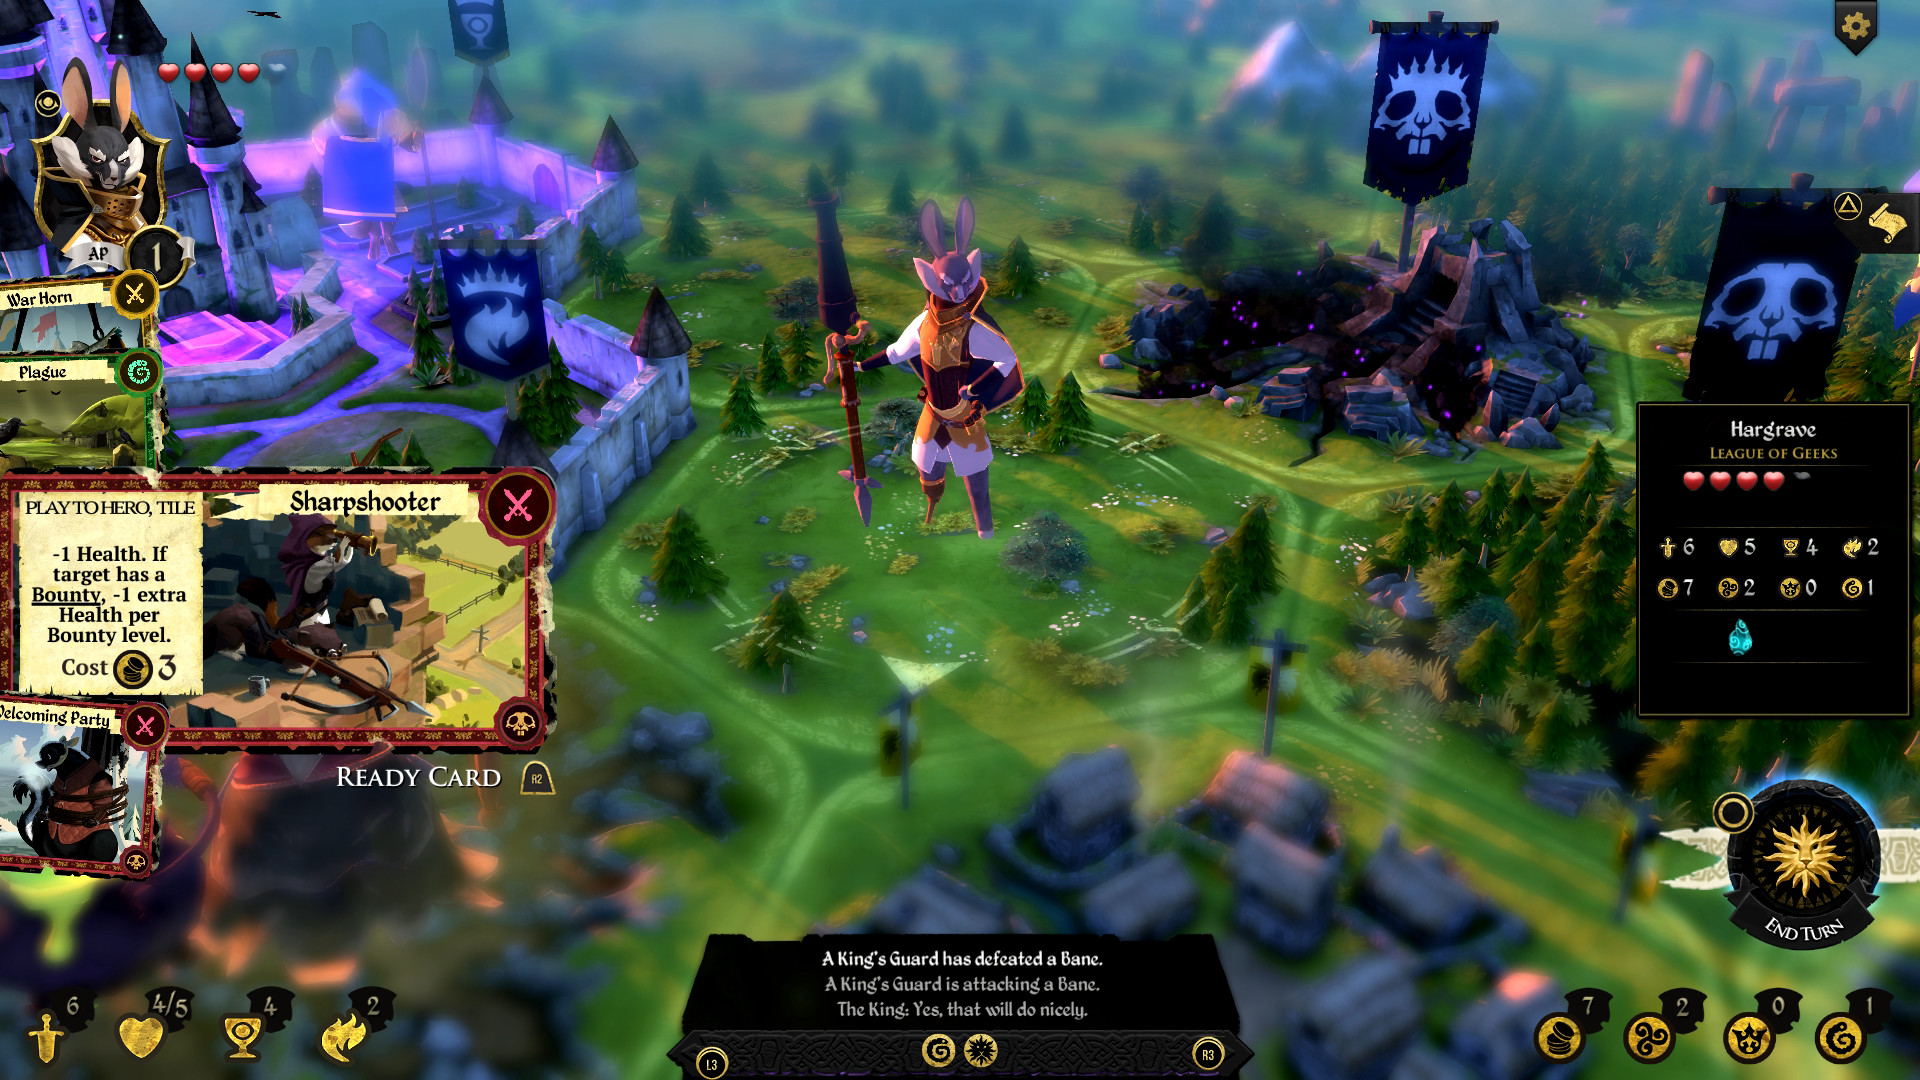 AP
1
War Horn
Plague
PLAY TO HERO, TILE
Sharpshooter
-1 Health. If
target has a
Bounty, -1 extra
Health per
Bounty level.
Cost 3
Welcoming Party
READY CARD R2
Hargrave
LEAGUE OF GEEKS
6 5 4 2
7 2 0 1
END TURN
A King's Guard has defeated a Bane.
A King's Guard is attacking a Bane.
The King: Yes, that will do nicely.
6 4/5 4 2
7 2 0 1
L3 R3